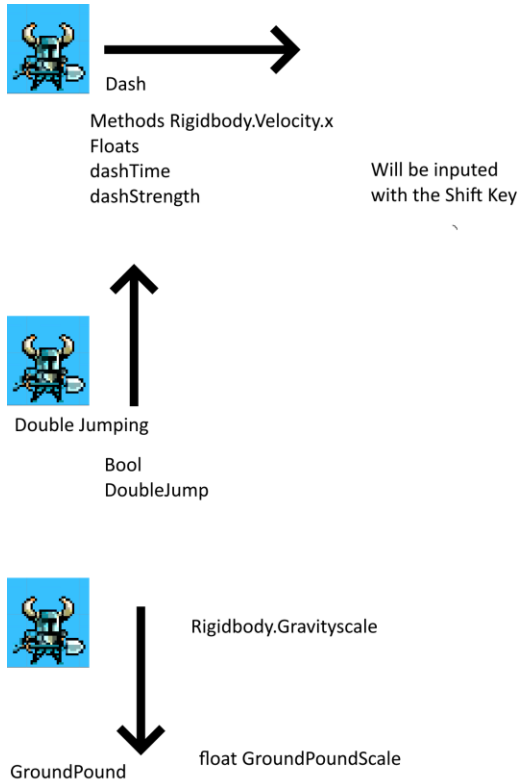 Dash
Methods Rigidbody.Velocity.x
Floats
dashTime
dashStrength
Will be inputed
with the Shift Key
Double Jumping
Bool
DoubleJump
Rigidbody.Gravityscale
float GroundPoundScale
GroundPound